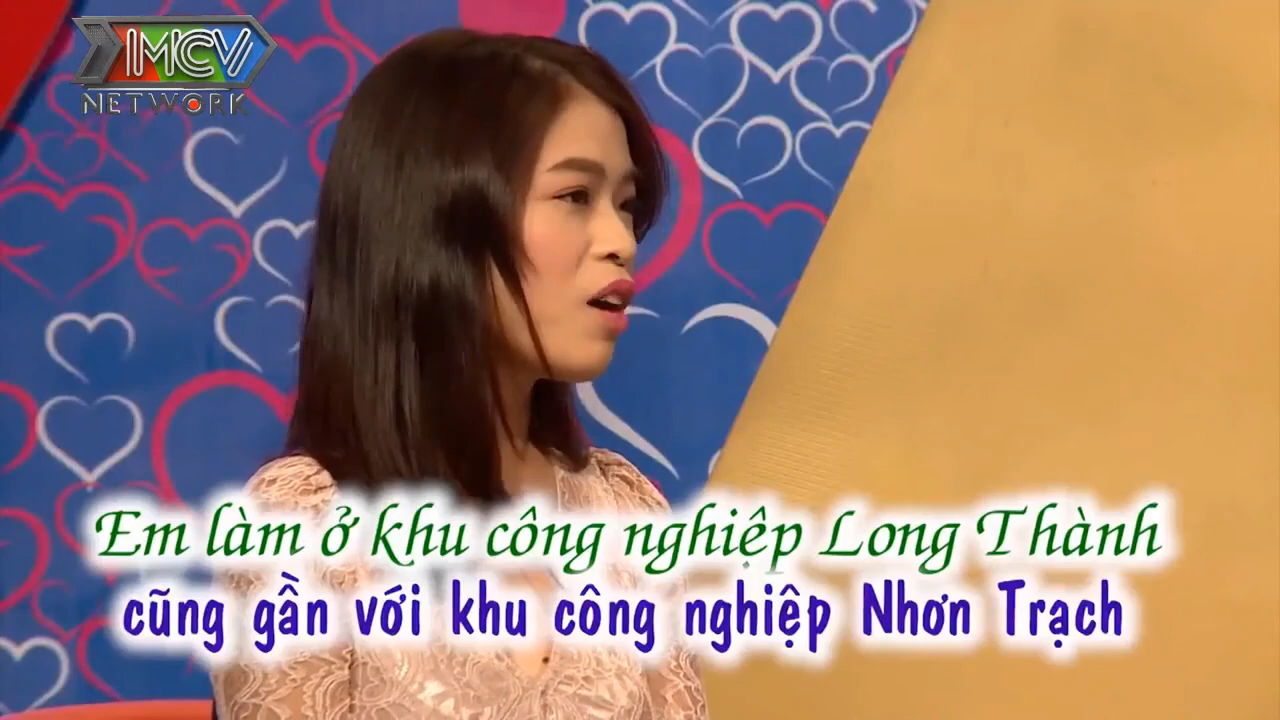 MCV
NETWORK
Em làm ở khu công nghiệp Long Thành
cũng gần với khu công nghiệp Nhơn Trạch